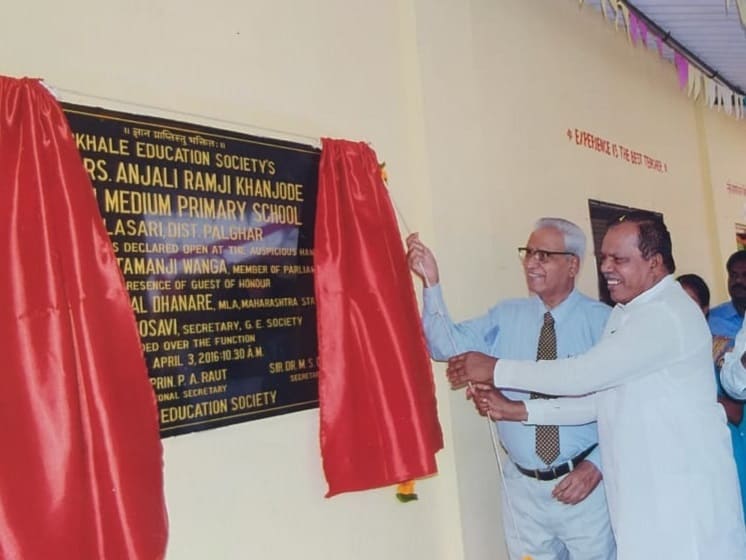 ॥ ज्ञान प्राप्तिस्तु भक्तितः ॥
KHALE EDUCATION SOCIETY'S
RS. ANJALI RAMJI KHANJODE
MEDIUM PRIMARY SCHOOL
LASARI, DIST. PALGHAR
S DECLARED OPEN AT THE AUSPICIOUS HAN
TAMANJI WANGA, MEMBER OF PARLIA
RESENCE OF GUEST OF HONOUR
AL DHANARE, MLA, MAHARASHTRA STA
OSAVI, SECRETARY, G. E. SOCIETY
DED OVER THE FUNCTION
APRIL 3, 2016:10.30 A.M.
PRIN. P. A. RAUT
ONAL SECRETARY
SIR. DR. M. S. G
SECRE
EDUCATION SOCIETY
* EXPERIENCE IS THE BEST TEACHER *